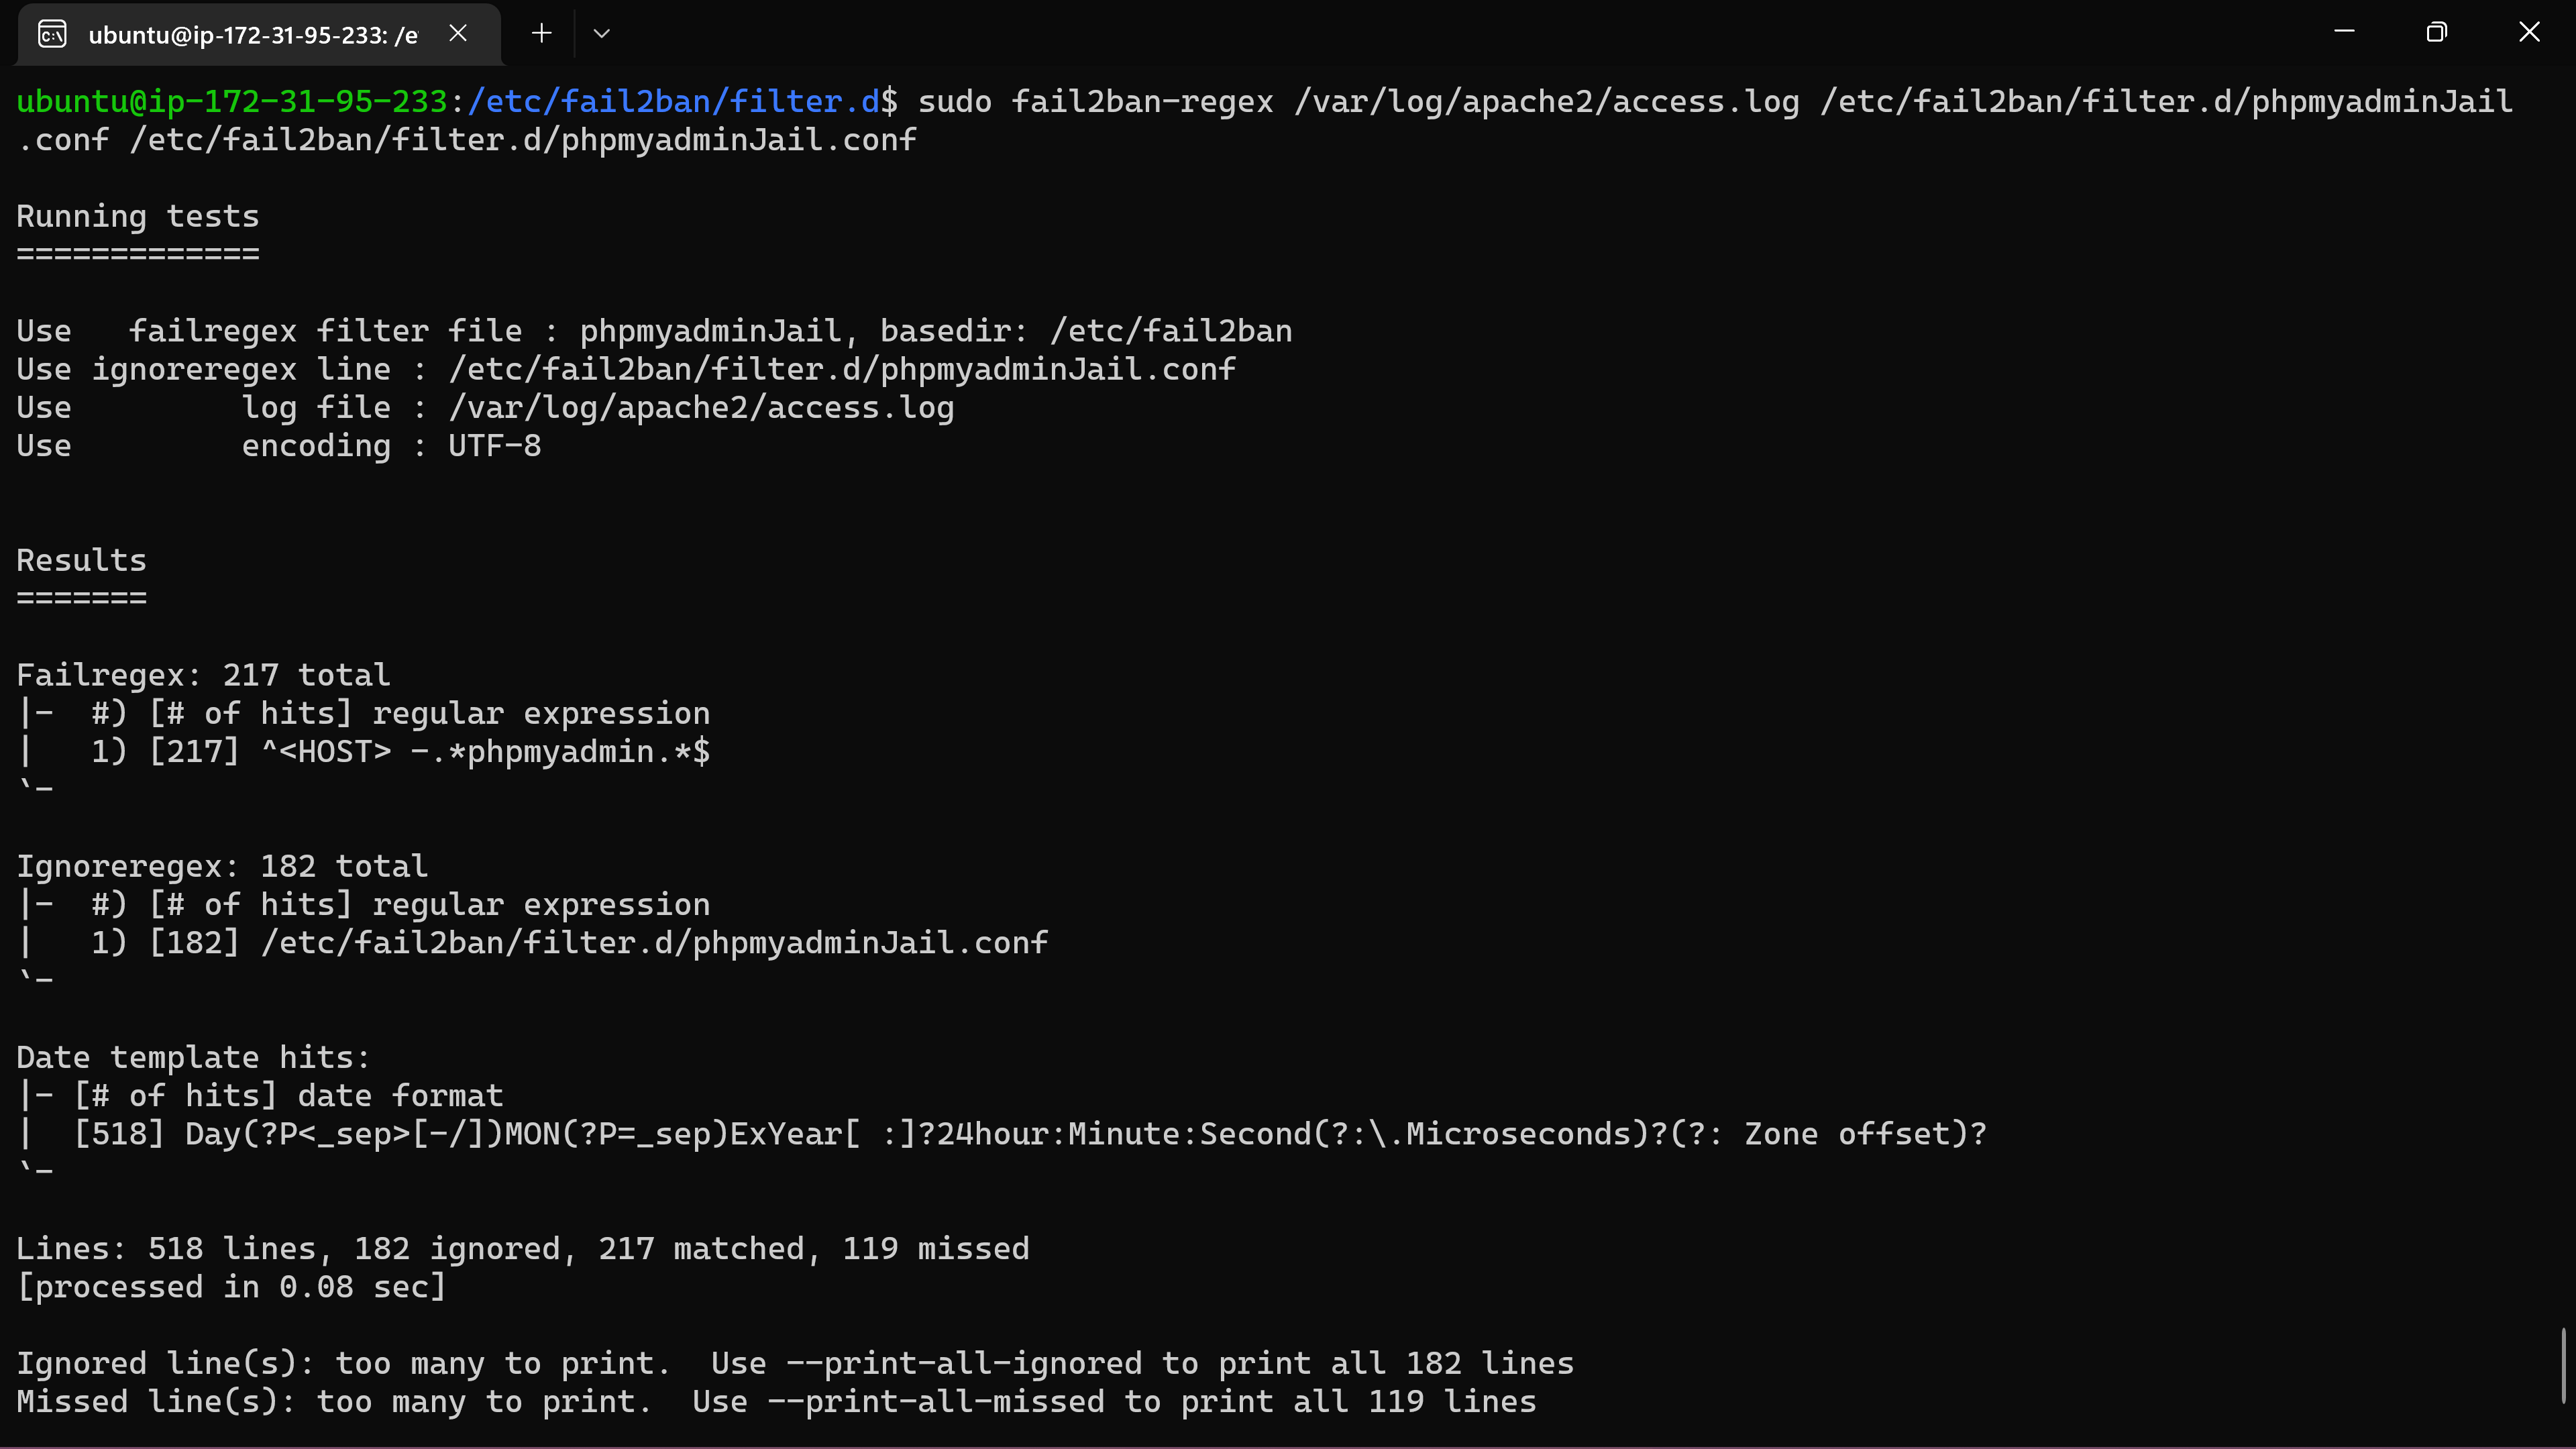 ubuntu@ip-172-31-95-233: /e
ubuntu@ip-172-31-95-233:/etc/fail2ban/filter.d$ sudo fail2ban-regex /var/log/apache2/access.log /etc/fail2ban/filter.d/phpmyadminJail
.conf /etc/fail2ban/filter.d/phpmyadminJail.conf
Running tests
=============
Use   failregex filter file : phpmyadminJail, basedir: /etc/fail2ban
Use ignoreregex line : /etc/fail2ban/filter.d/phpmyadminJail.conf
Use         log file : /var/log/apache2/access.log
Use         encoding : UTF-8
Results
=======
Failregex: 217 total
|-  #) [# of hits] regular expression
|   1) [217] ^<HOST> -.*phpmyadmin.*$
`-
Ignoreregex: 182 total
|-  #) [# of hits] regular expression
|   1) [182] /etc/fail2ban/filter.d/phpmyadminJail.conf
`-
Date template hits:
|- [# of hits] date format
|  [518] Day(?P<_sep>[-/])MON(?P=_sep)ExYear[ :]?24hour:Minute:Second(?:\.Microseconds)?(?: Zone offset)?
`-
Lines: 518 lines, 182 ignored, 217 matched, 119 missed
[processed in 0.08 sec]
Ignored line(s): too many to print.  Use --print-all-ignored to print all 182 lines
Missed line(s): too many to print.  Use --print-all-missed to print all 119 lines